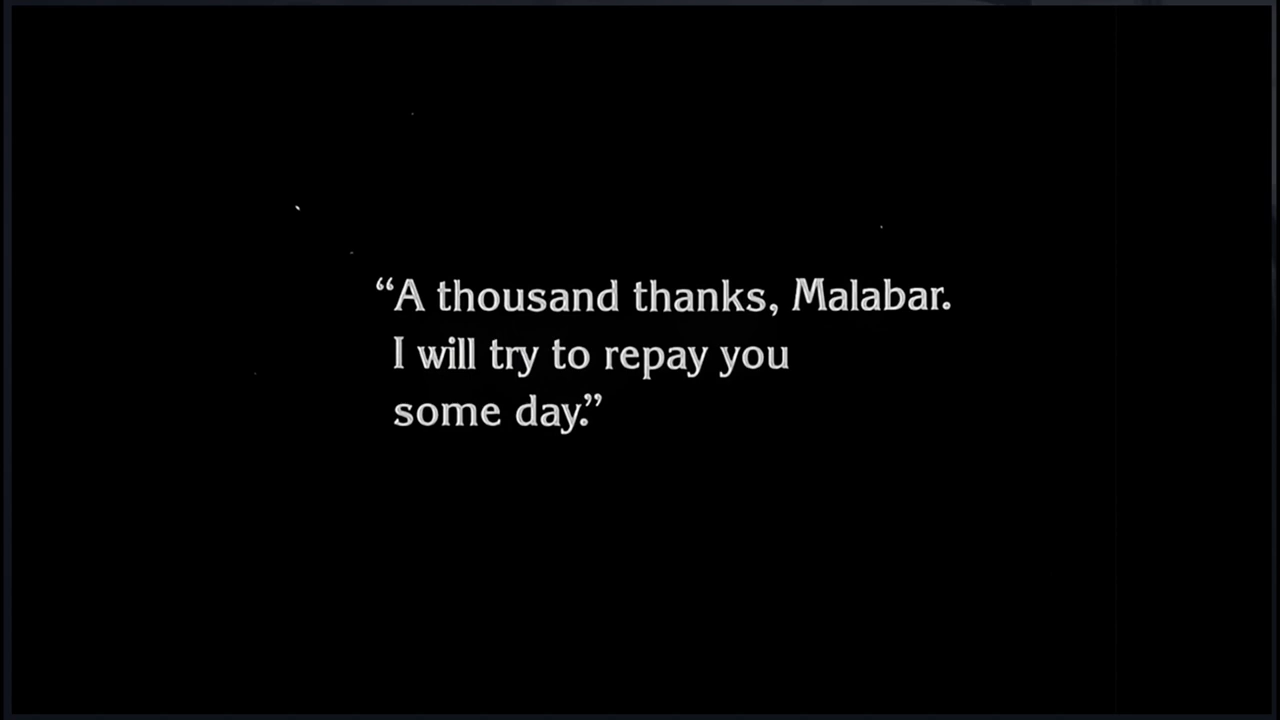 “A thousand thanks, Malabar.
I will try to repay you
some day.”